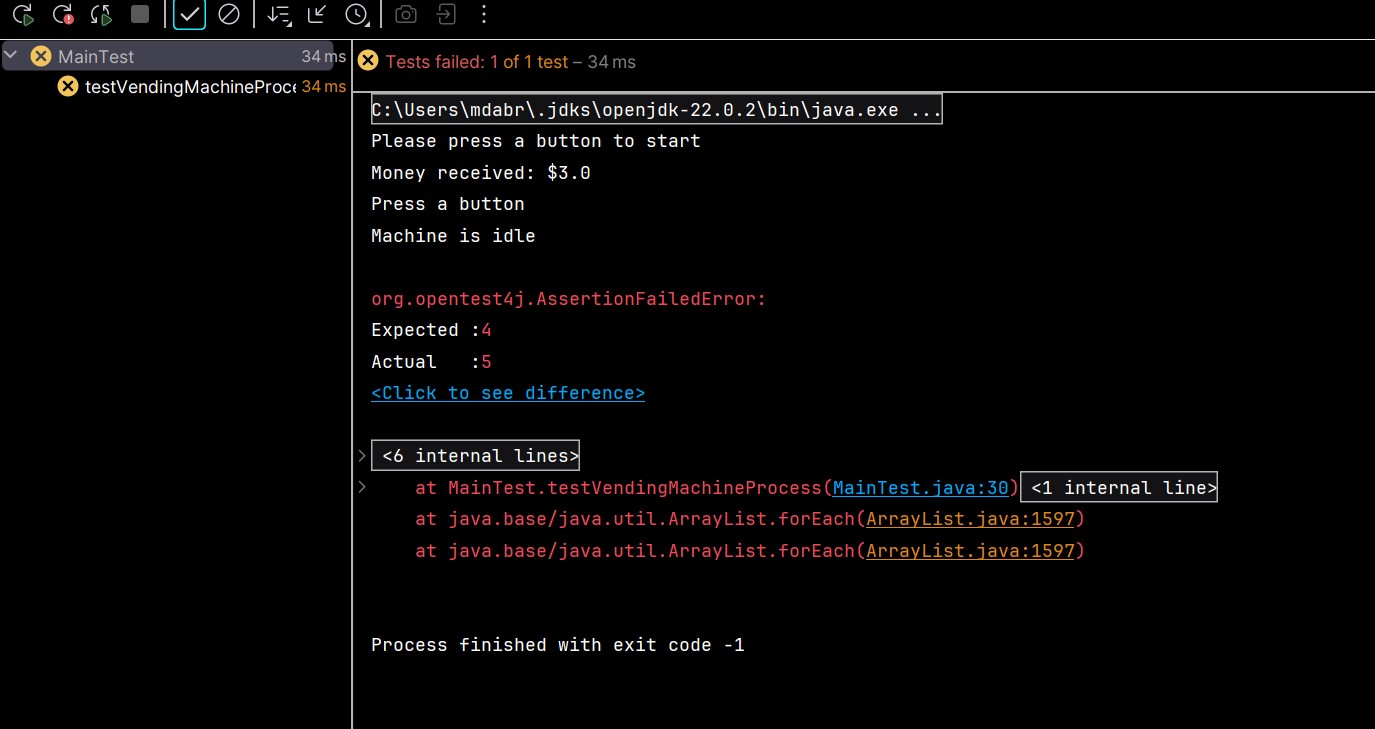 MainTest 34 ms
testVendingMachineProce 34 ms
Tests failed: 1 of 1 test – 34 ms
C:\Users\mdabr\.jdks\openjdk-22.0.2\bin\java.exe ...
Please press a button to start
Money received: $3.0
Press a button
Machine is idle
org.opentest4j.AssertionFailedError:
Expected :4
Actual   :5
<Click to see difference>
<6 internal lines>
at MainTest.testVendingMachineProcess(MainTest.java:30) <1 internal line>
at java.base/java.util.ArrayList.forEach(ArrayList.java:1597)
at java.base/java.util.ArrayList.forEach(ArrayList.java:1597)
Process finished with exit code -1